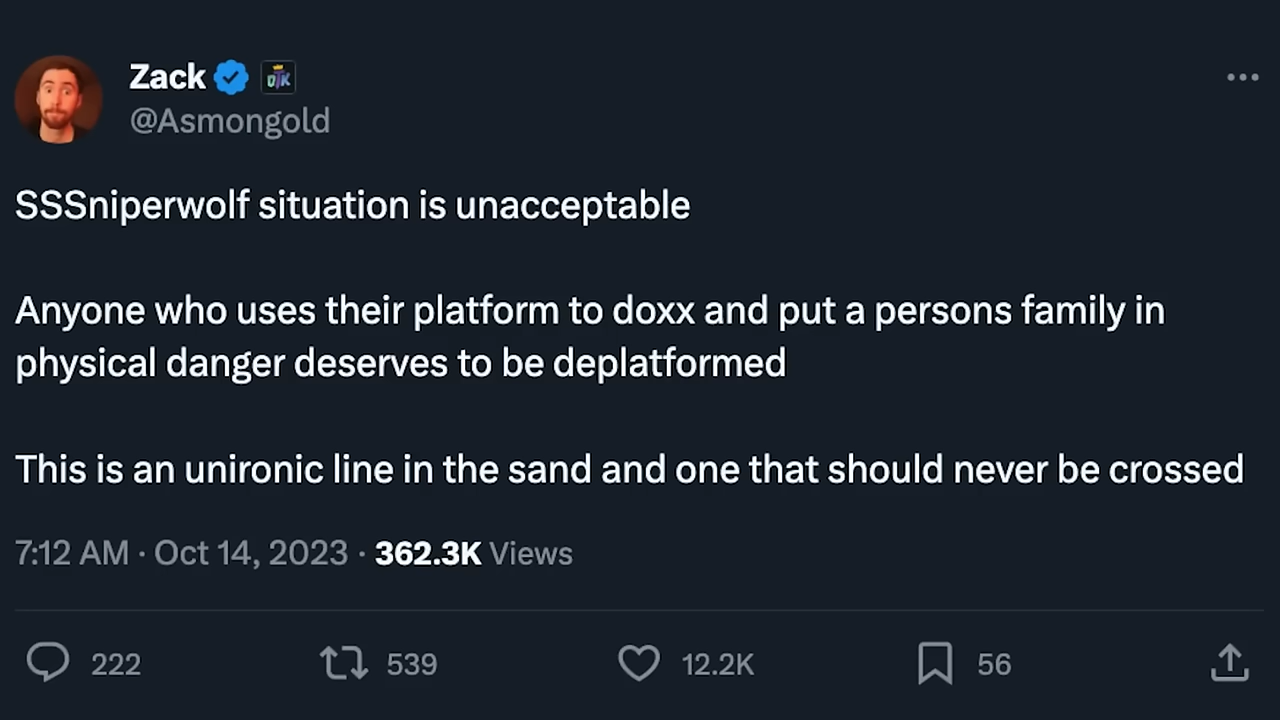 Zack OTK
@Asmongold
SSSniperwolf situation is unacceptable
Anyone who uses their platform to doxx and put a persons family in
physical danger deserves to be deplatformed
This is an unironic line in the sand and one that should never be crossed
7:12 AM · Oct 14, 2023 · 362.3K Views
222 539 12.2K 56